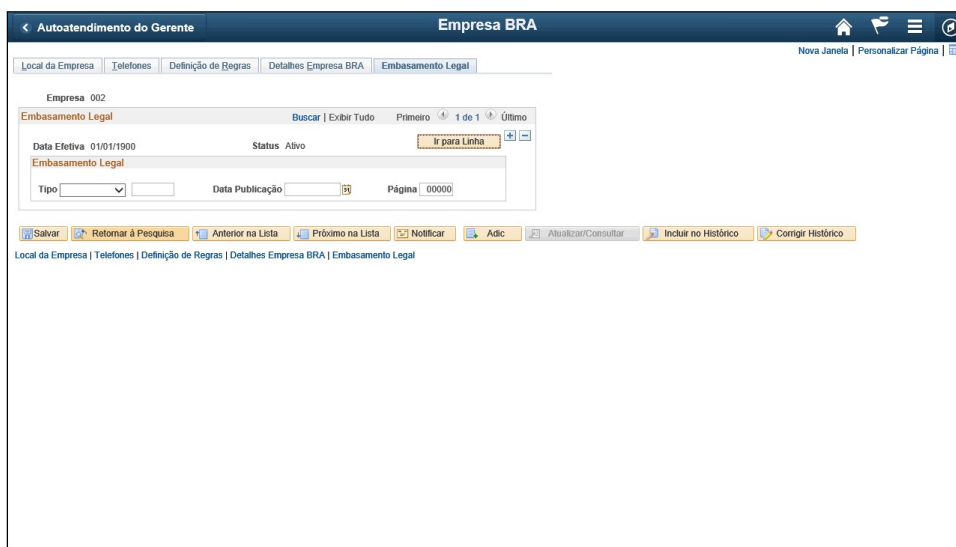 Autoatendimento do Gerente Empresa BRA
Nova Janela | Personalizar Página |
Local da Empresa Telefones Definição de Regras Detalhes Empresa BRA Embasamento Legal
Empresa 002
Embasamento Legal Buscar | Exibir Tudo Primeiro 1 de 1 Último
Data Efetiva 01/01/1900 Status Ativo Ir para Linha
Embasamento Legal
Tipo Data Publicação Página 00000
Salvar Retornar à Pesquisa Anterior na Lista Próximo na Lista Notificar Adic Atualizar/Consultar Incluir no Histórico Corrigir Histórico
Local da Empresa | Telefones | Definição de Regras | Detalhes Empresa BRA | Embasamento Legal